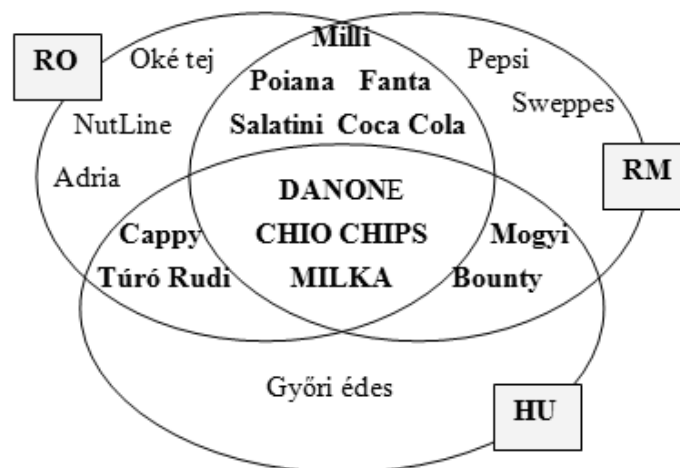 Milli
RO
Oké tej
Pepsi
Poiana Fanta
Sweppes
NutLine
Salatini Coca Cola
Adria
DANONE
RM
Cappy
CHIO CHIPS
Mogyi
Túró Rudi
MILKA
Bounty
Győri édes
HU